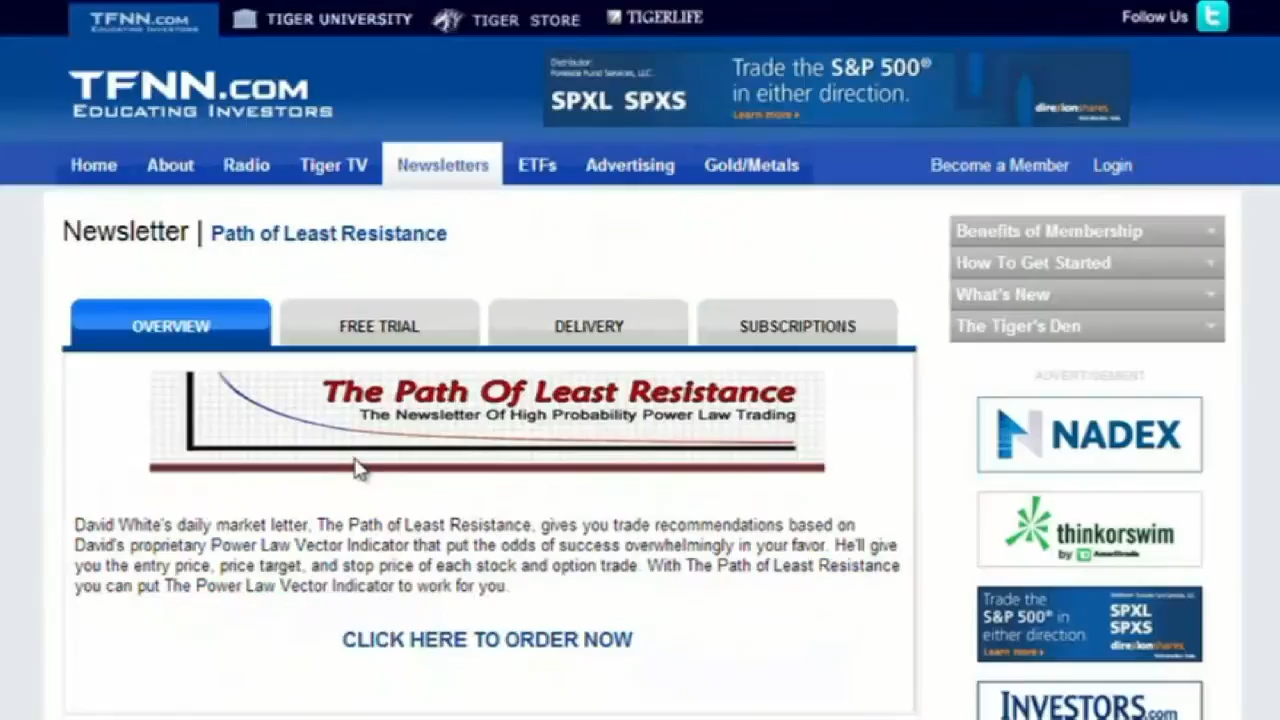 TFNN.COM
EDUCATING INVESTORS
TIGER UNIVERSITY
TIGER STORE
TIGERLIFE
Follow Us
TFNN.COM
EDUCATING INVESTORS
Distributor:
Foreside Fund Services, LLC.
SPXL SPXS
Trade the S&P 500®
in either direction.
Learn more
direxionshares
Home
About
Radio
Tiger TV
Newsletters
ETFs
Advertising
Gold/Metals
Become a Member
Login
Newsletter | Path of Least Resistance
OVERVIEW
FREE TRIAL
DELIVERY
SUBSCRIPTIONS
The Path Of Least Resistance
The Newsletter Of High Probability Power Law Trading
David White's daily market letter, The Path of Least Resistance, gives you trade recommendations based on
David's proprietary Power Law Vector Indicator that put the odds of success overwhelmingly in your favor. He'll give
you the entry price, price target, and stop price of each stock and option trade. With The Path of Least Resistance
you can put The Power Law Vector Indicator to work for you.
CLICK HERE TO ORDER NOW
Benefits of Membership
How To Get Started
What's New
The Tiger's Den
ADVERTISEMENT
NADEX
thinkorswim
by TD Ameritrade
Trade the
S&P 500® in
either direction.
Learn more
SPXL
SPXS
direxionshares
INVESTORS.com